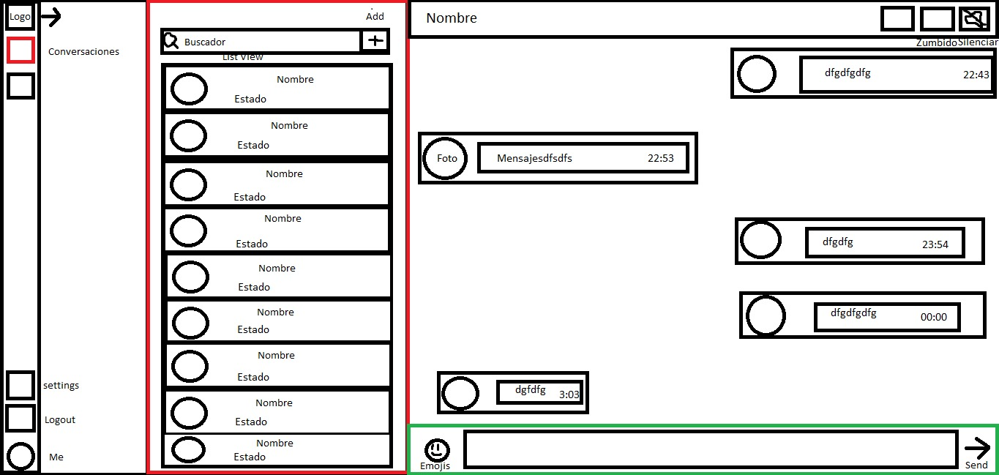 Logo
Conversaciones
settings
Logout
Me
Add
Buscador
List View
Nombre
Estado
Nombre
Estado
Nombre
Estado
Nombre
Estado
Nombre
Estado
Nombre
Estado
Nombre
Estado
Nombre
Estado
Nombre
Estado
Nombre
Zumbido Silenciar
dfgdfgdfg 22:43
Foto Mensajesdfsdfs 22:53
dfgdfg 23:54
dfgdfgdfg 00:00
dgfdfg 3:03
Emojis
Send